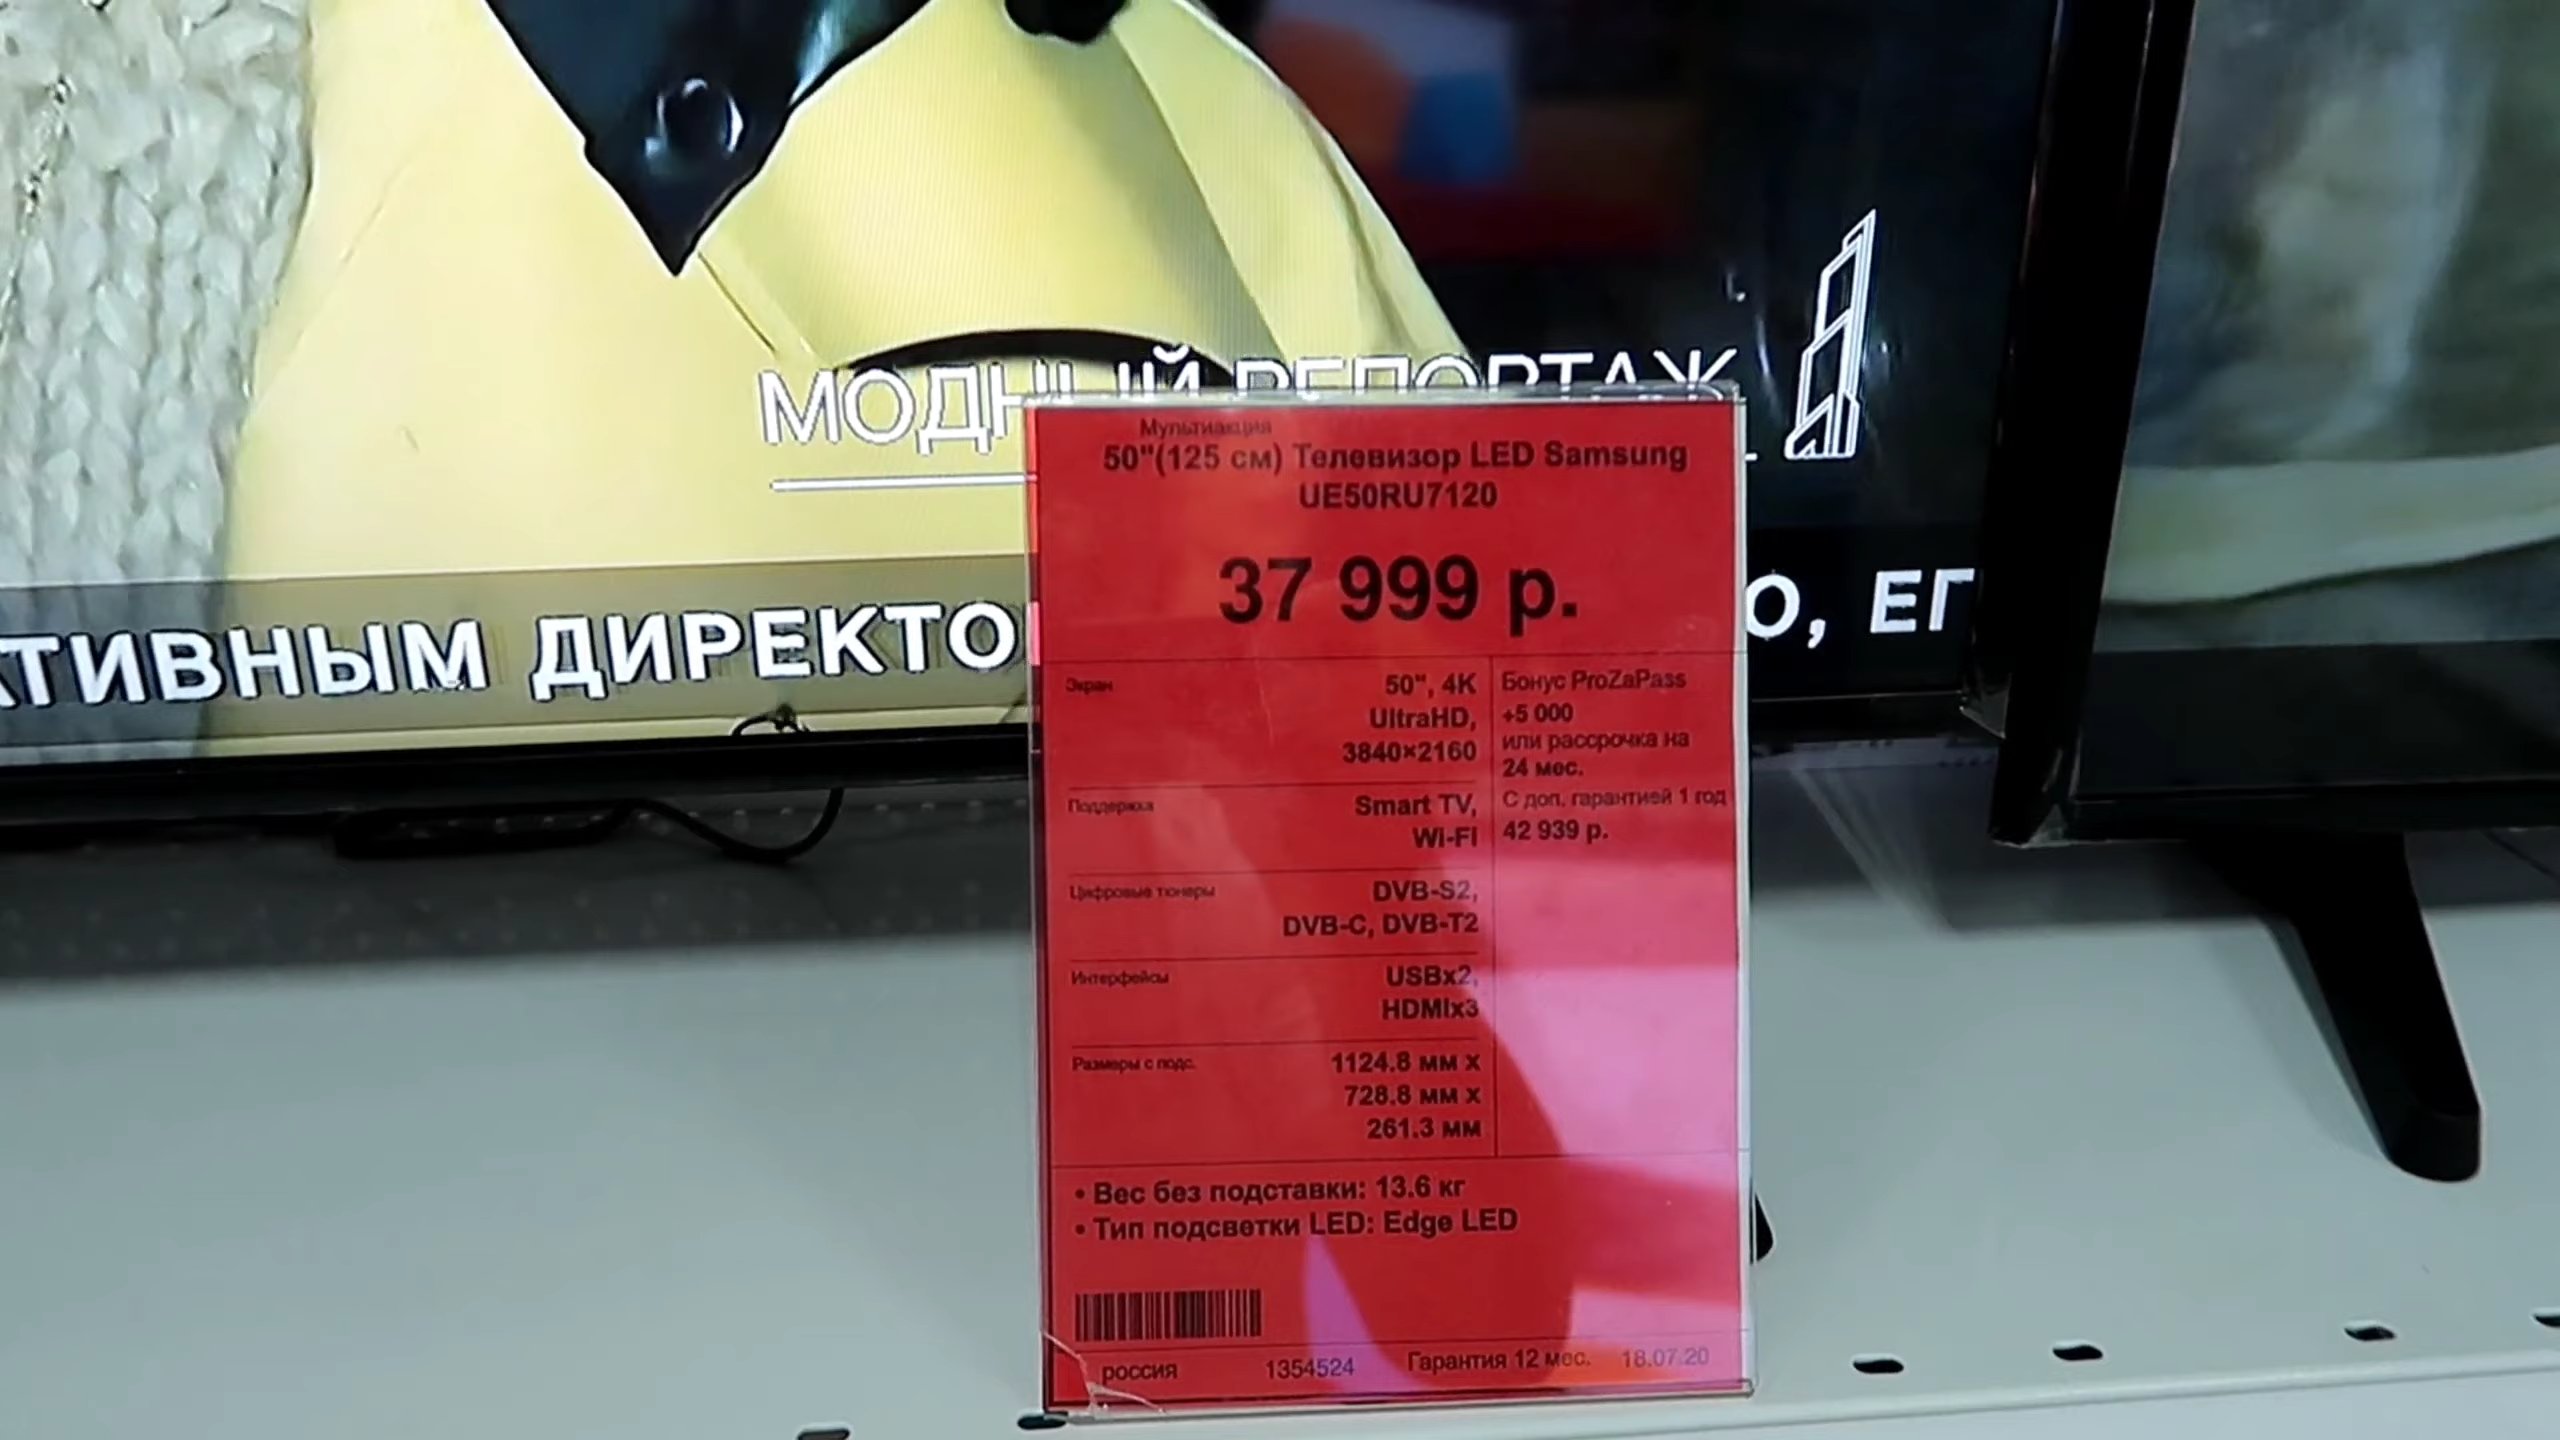 МОДНЫЙ РЕПОРТАЖ
КТИВНЫМ ДИРЕКТО
О, ЕГ
Мультиакция
50"(125 см) Телевизор LED Samsung
UE50RU7120
37 999 р.
Экран
50", 4K
UltraHD,
3840×2160
Поддержка
Smart TV,
Wi-Fi
Цифровые тюнеры
DVB-S2,
DVB-C, DVB-T2
Интерфейсы
USBx2,
HDMIx3
Размеры с подс.
1124.8 мм x
728.8 мм x
261.3 мм
Бонус ProZaPass
+5 000
или рассрочка на
24 мес.
С доп. гарантией 1 год
42 939 р.
• Вес без подставки: 13.6 кг
• Тип подсветки LED: Edge LED
россия 1354524 Гарантия 12 мес. 18.07.20